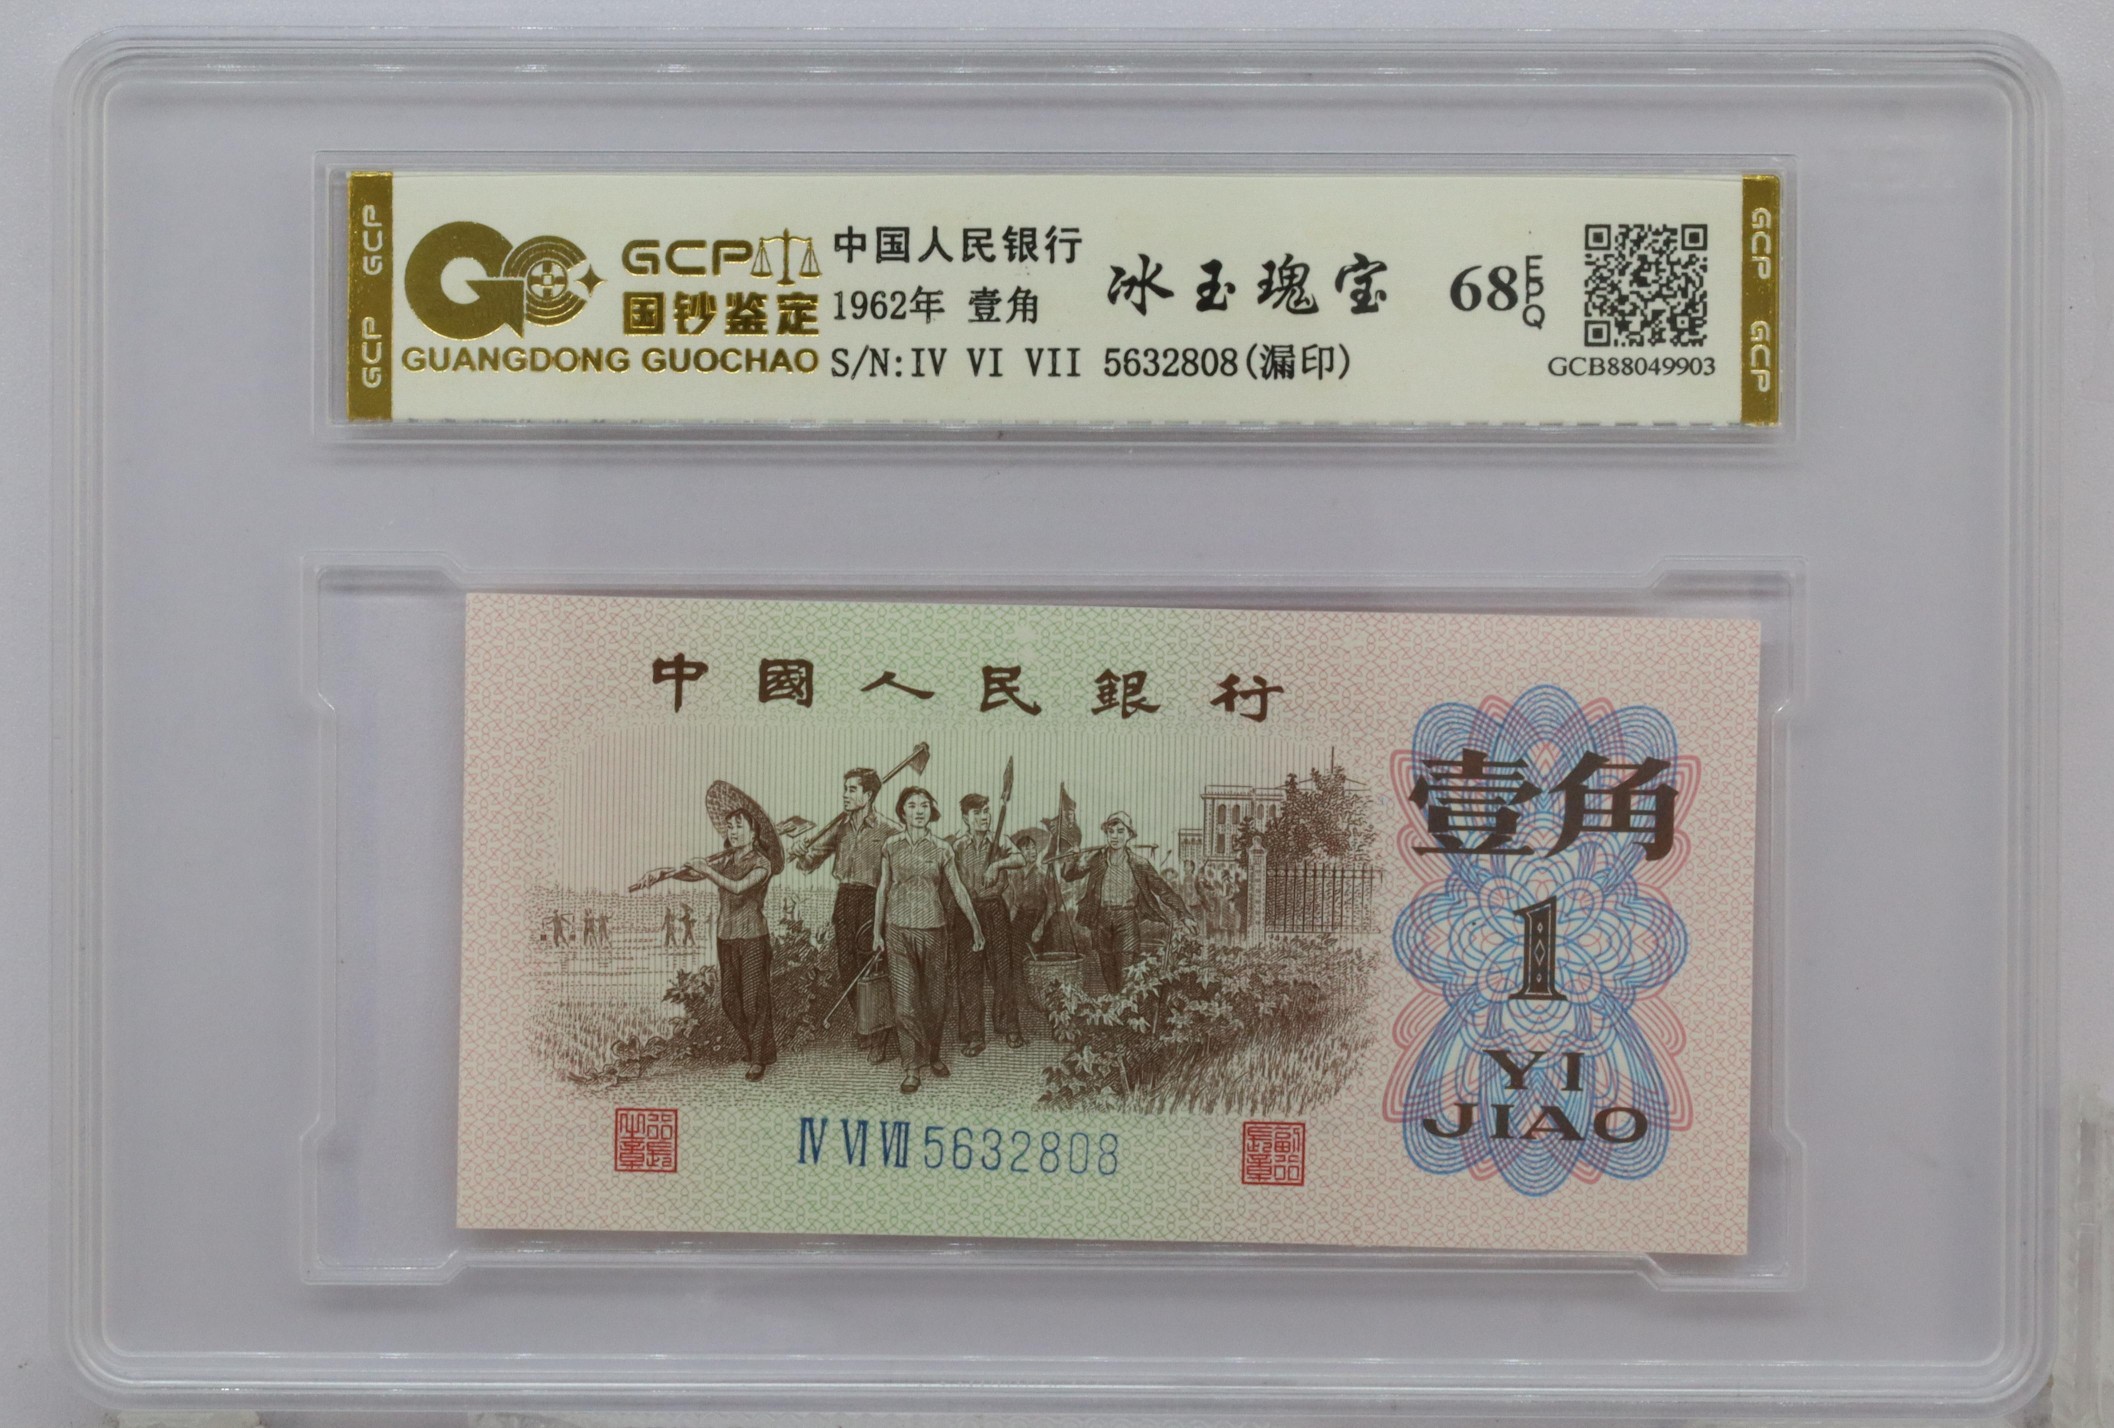 GCP GCP
GCP
国钞鉴定
GUANGDONG GUOCHAO
中国人民银行
1962年 壹角
S/N:IV VI VII 5632808(漏印)
冰玉瑰宝
68
EPQ
GCB88049903
GCP GCP
中國人民銀行
壹角
1
YI
JIAO
Ⅳ Ⅵ Ⅶ 5632808